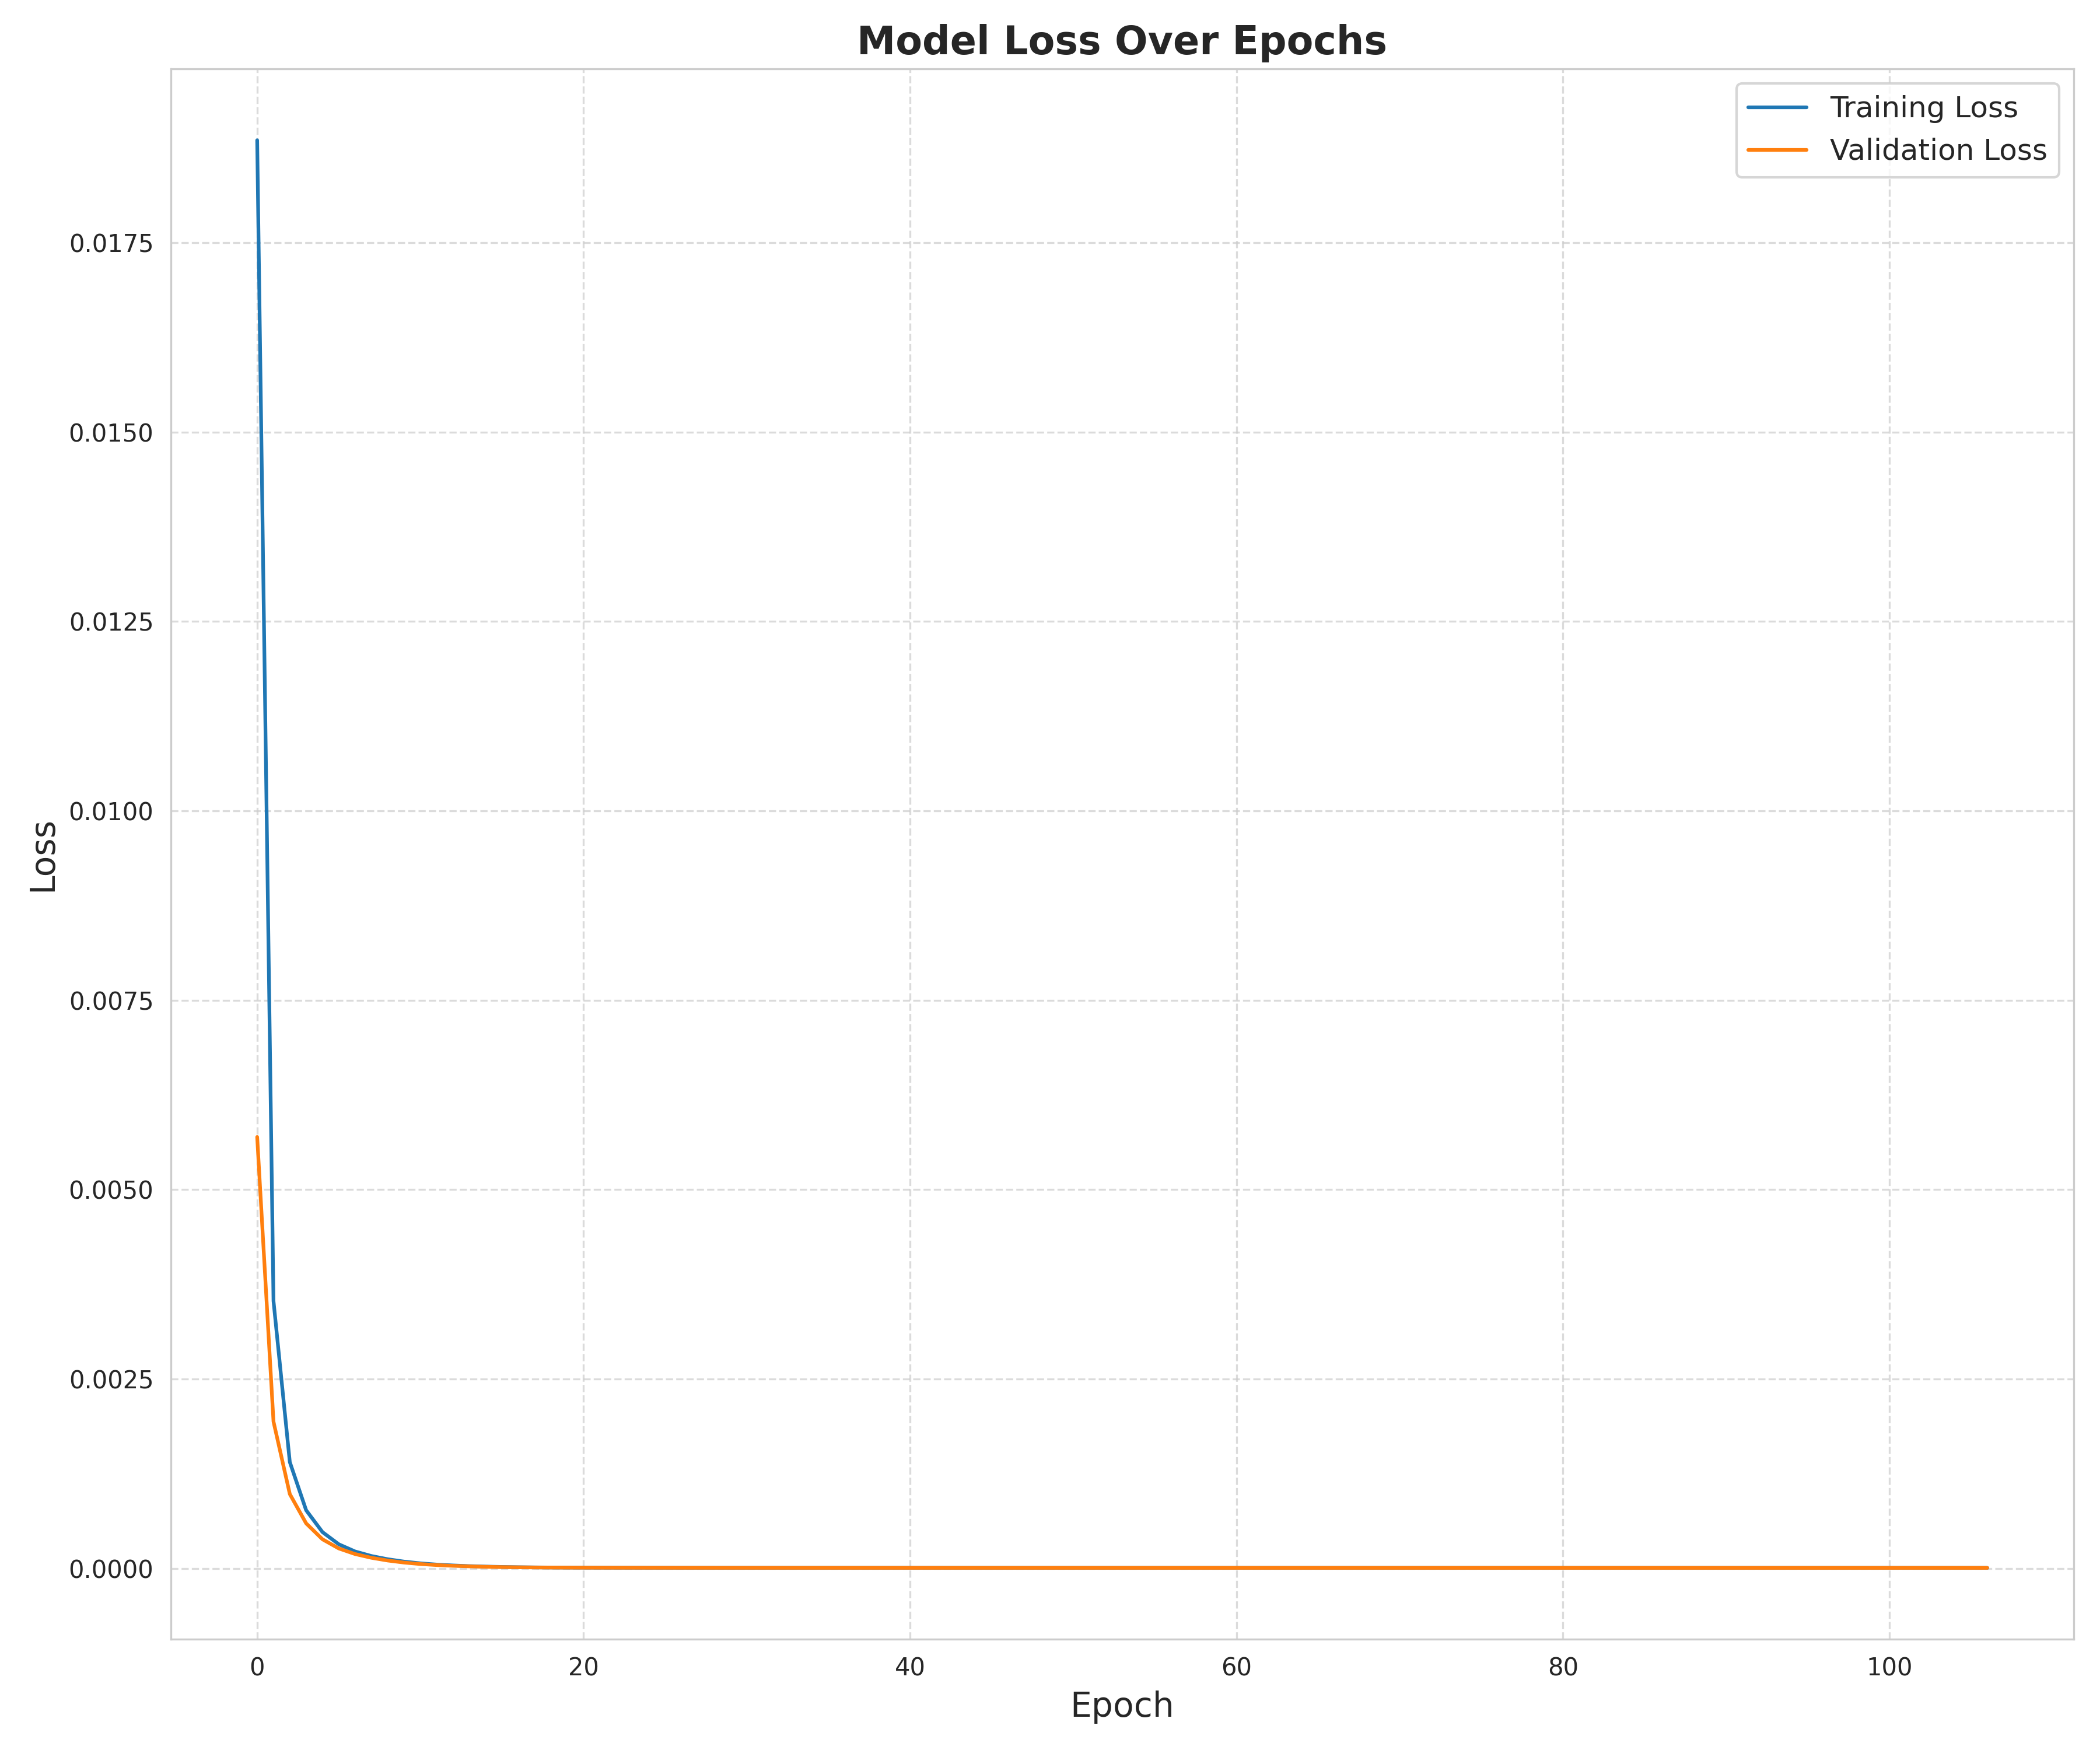 Model Loss Over Epochs
Training Loss
Validation Loss
0.0175
0.0150
0.0125
0.0100
0.0075
0.0050
0.0025
0.0000
Loss
0 20 40 60 80 100
Epoch